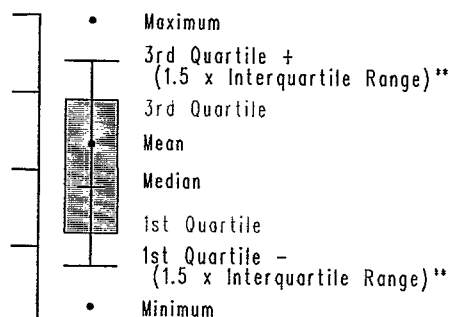 Maximum
3rd Quartile +
(1.5 x Interquartile Range)**
3rd Quartile
Mean
Median
1st Quartile
1st Quartile -
(1.5 x Interquartile Range)**
Minimum